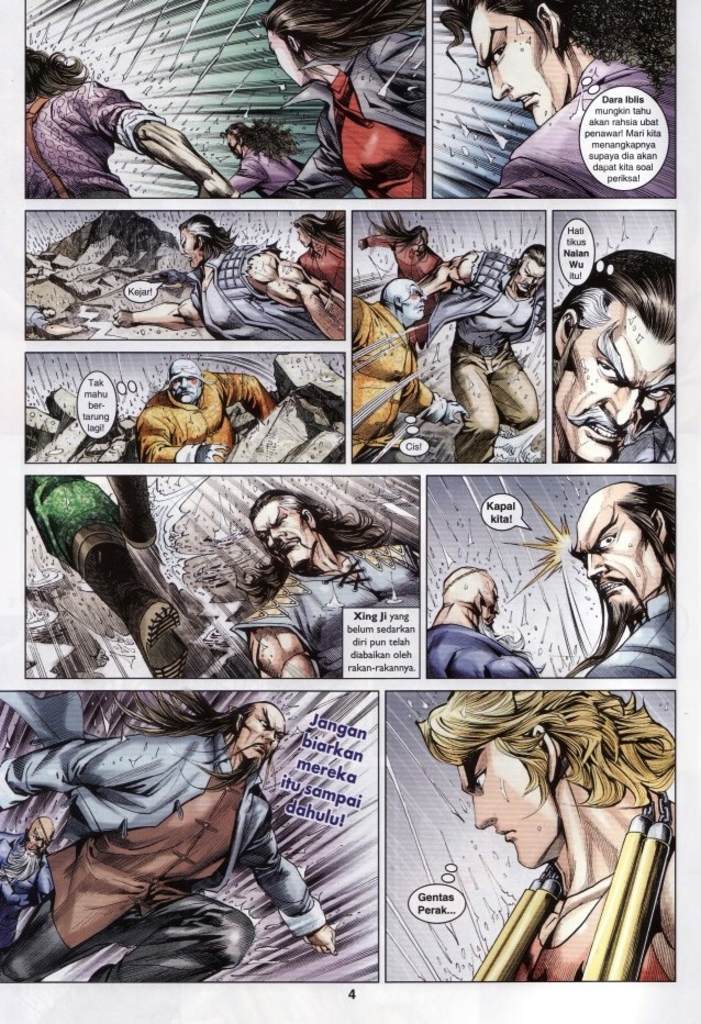 Dara Iblis
mungkin tahu
akan rahsia ubat
penawar! Mari kita
menangkapnya
supaya dia akan
dapat kita soal
periksa!
Kejar!
Tak
mahu
ber-
tarung
lagi!
Cis!
Hati
tikus
Nalan
Wu
itu!
Xing Ji yang
belum sedarkan
diri pun telah
diabaikan oleh
rakan-rakannya.
Kapal
kita!
Jangan
biarkan
mereka
itu sampai
dahulu!
Gentas
Perak...
4